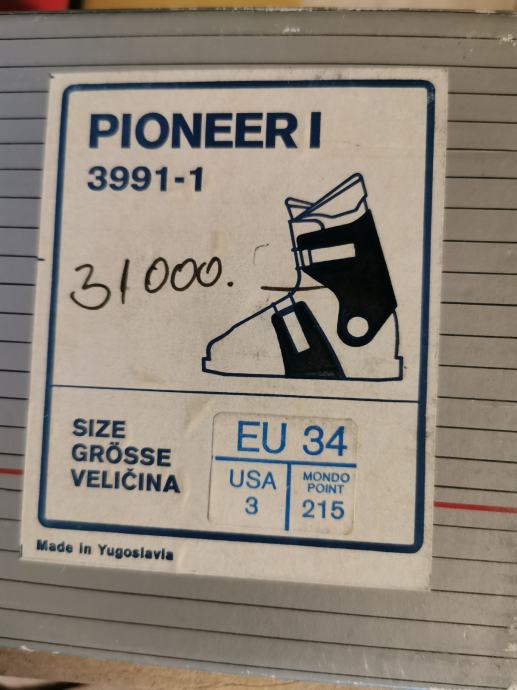 PIONEER I
3991-1
31000.
SIZE
GRÖSSE
VELIČINA
EU 34
USA
3
MONDO
POINT
215
Made in Yugoslavia